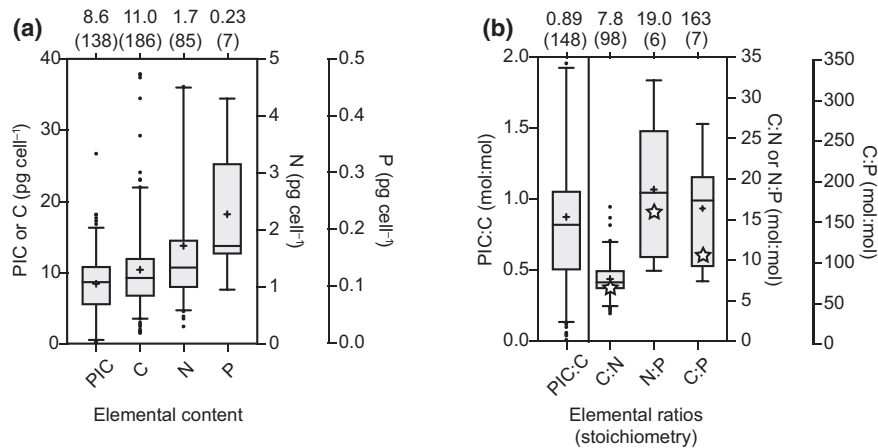 (a)
8.6 11.0 1.7 0.23
(138) (186) (85) (7)
40
30
20
10
0
PIC or C (pg cell⁻¹)
5
4
3
2
1
0
N (pg cell⁻¹)
0.5
0.4
0.3
0.2
0.1
0.0
P (pg cell⁻¹)
PIC C N P
Elemental content
(b)
0.89 7.8 19.0 163
(148) (98) (6) (7)
2.0
1.5
1.0
0.5
0.0
PIC:C (mol:mol)
35
30
25
20
15
10
5
0
C:N or N:P (mol:mol)
350
300
250
200
150
100
50
0
C:P (mol:mol)
PIC:C C:N N:P C:P
Elemental ratios
(stoichiometry)